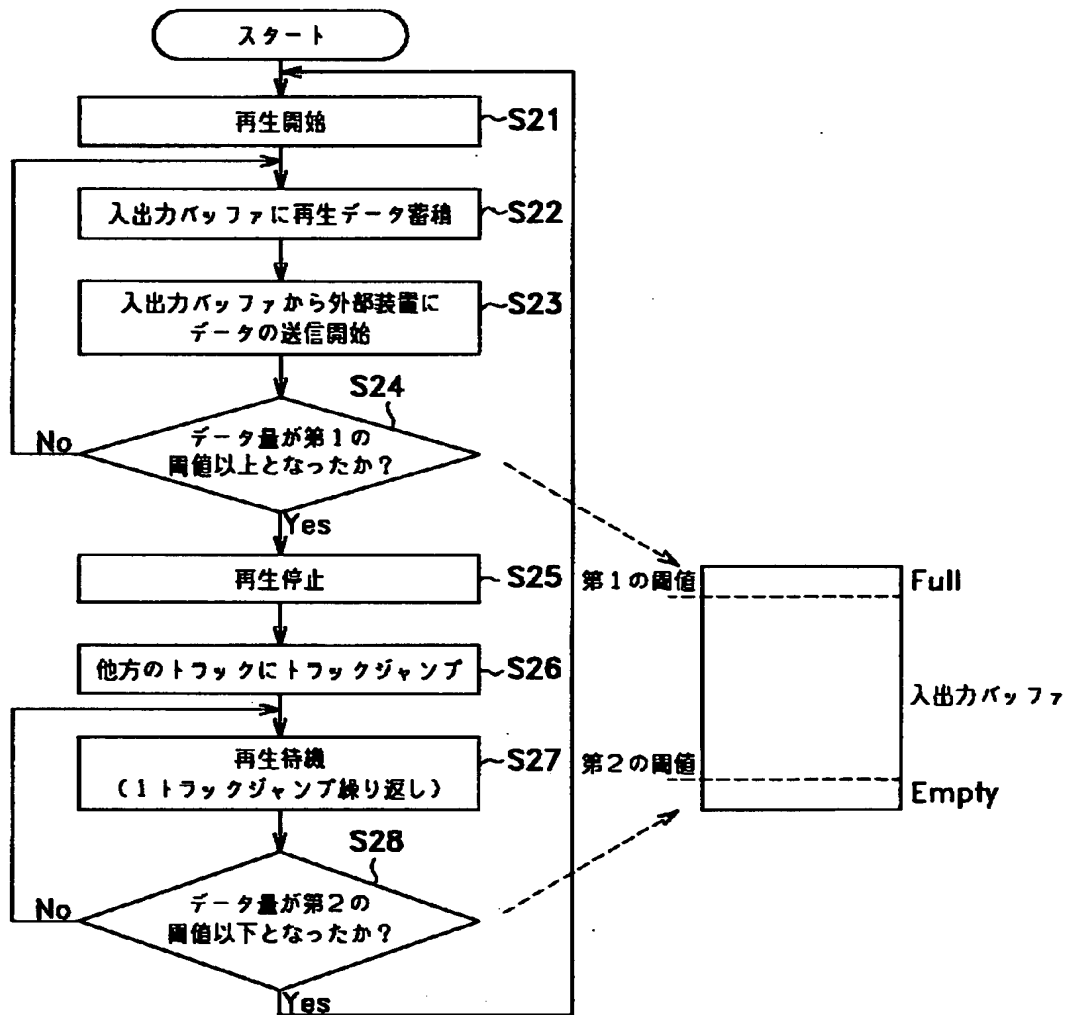 スタート
再生開始
S21
入出力バッファに再生データ蓄積
S22
入出力バッファから外部装置に
データの送信開始
S23
S24
データ量が第1の
閾値以上となったか?
No
Yes
再生停止
S25
他方のトラックにトラックジャンプ
S26
再生待機
(1トラックジャンプ繰り返し)
S27
S28
データ量が第2の
閾値以下となったか?
No
Yes
第1の閾値
Full
入出力バッファ
第2の閾値
Empty